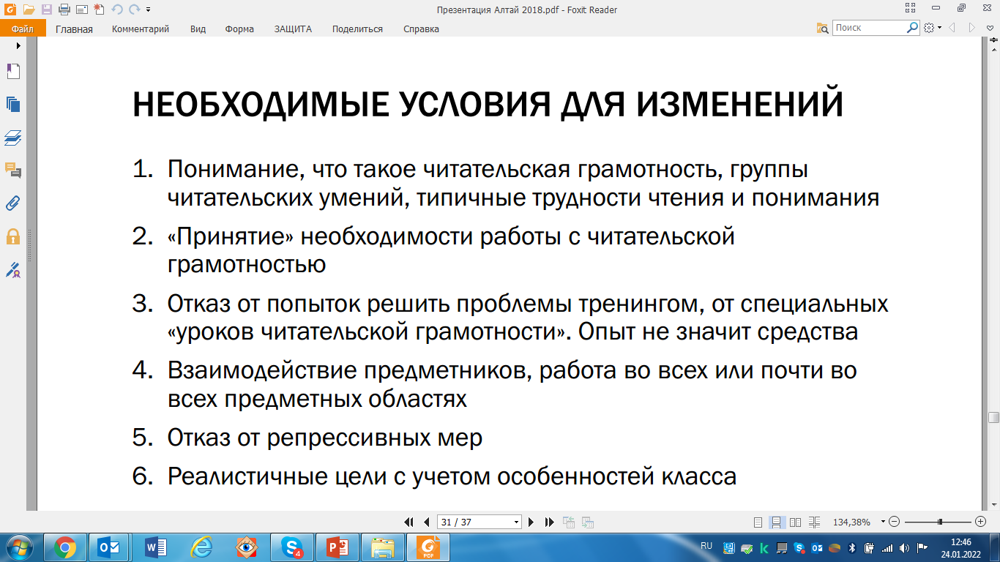 Презентация Алтай 2018.pdf - Foxit Reader
Файл Главная Комментарий Вид Форма ЗАЩИТА Поделиться Справка Поиск
НЕОБХОДИМЫЕ УСЛОВИЯ ДЛЯ ИЗМЕНЕНИЙ
1. Понимание, что такое читательская грамотность, группы
читательских умений, типичные трудности чтения и понимания
2. «Принятие» необходимости работы с читательской
грамотностью
3. Отказ от попыток решить проблемы тренингом, от специальных
«уроков читательской грамотности». Опыт не значит средства
4. Взаимодействие предметников, работа во всех или почти во
всех предметных областях
5. Отказ от репрессивных мер
6. Реалистичные цели с учетом особенностей класса
31 / 37 134,38%
RU 12:46
24.01.2022